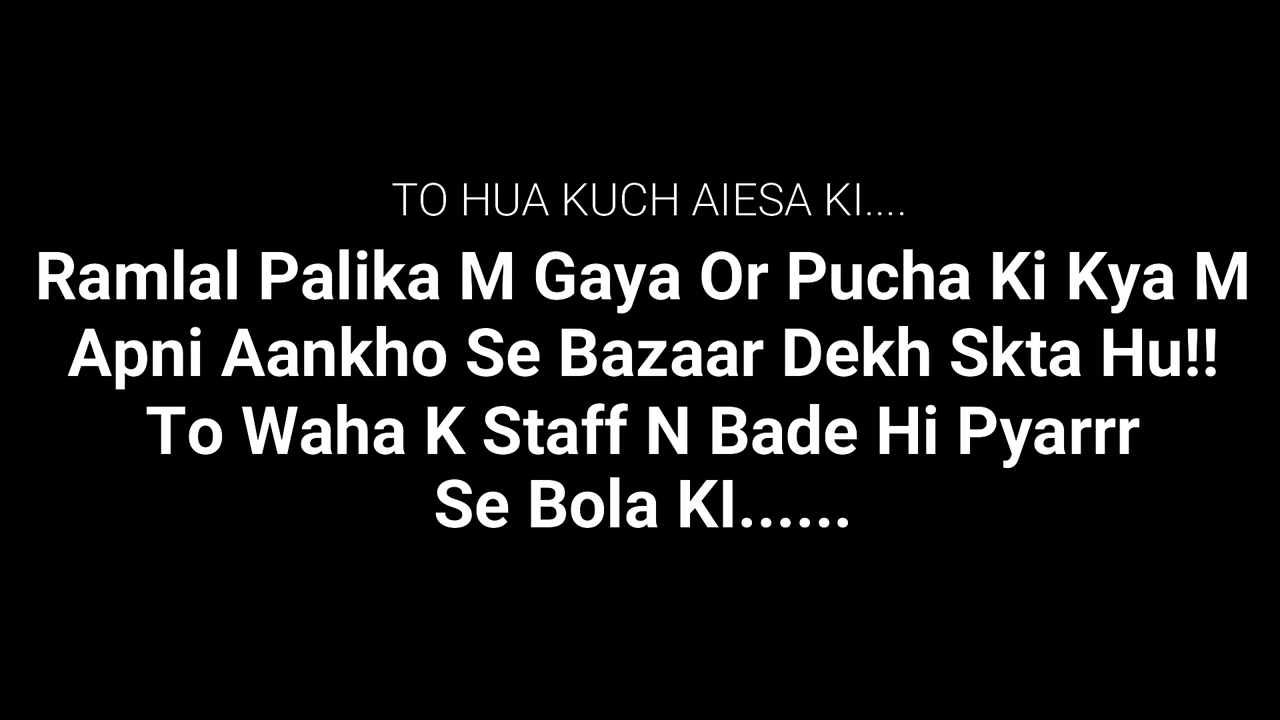 TO HUA KUCH AIESA KI....
Ramlal Palika M Gaya Or Pucha Ki Kya M
Apni Aankho Se Bazaar Dekh Skta Hu!!
To Waha K Staff N Bade Hi Pyarrr
Se Bola KI......